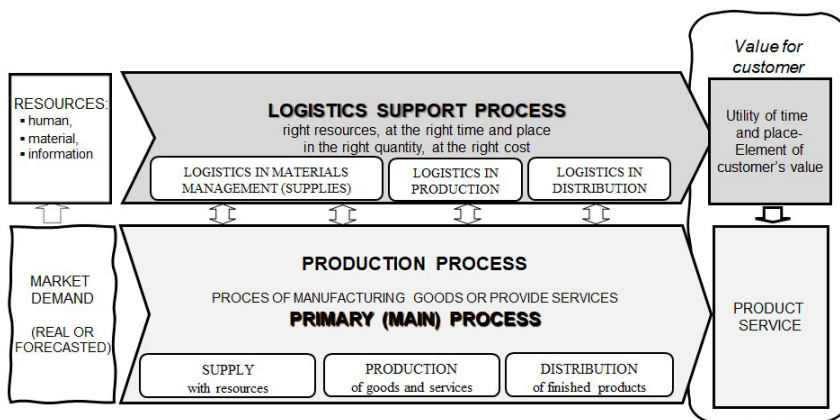 Value for
customer
RESOURCES:
▪ human,
▪ material,
▪ information
LOGISTICS SUPPORT PROCESS
right resources, at the right time and place
in the right quantity, at the right cost
LOGISTICS IN MATERIALS
MANAGEMENT (SUPPLIES)
LOGISTICS IN
PRODUCTION
LOGISTICS IN
DISTRIBUTION
Utility of time
and place-
Element of
customer's value
MARKET
DEMAND
(REAL OR
FORECASTED)
PRODUCTION PROCESS
PROCES OF MANUFACTURING GOODS OR PROVIDE SERVICES
PRIMARY (MAIN) PROCESS
SUPPLY
with resources
PRODUCTION
of goods and services
DISTRIBUTION
of finished products
PRODUCT
SERVICE